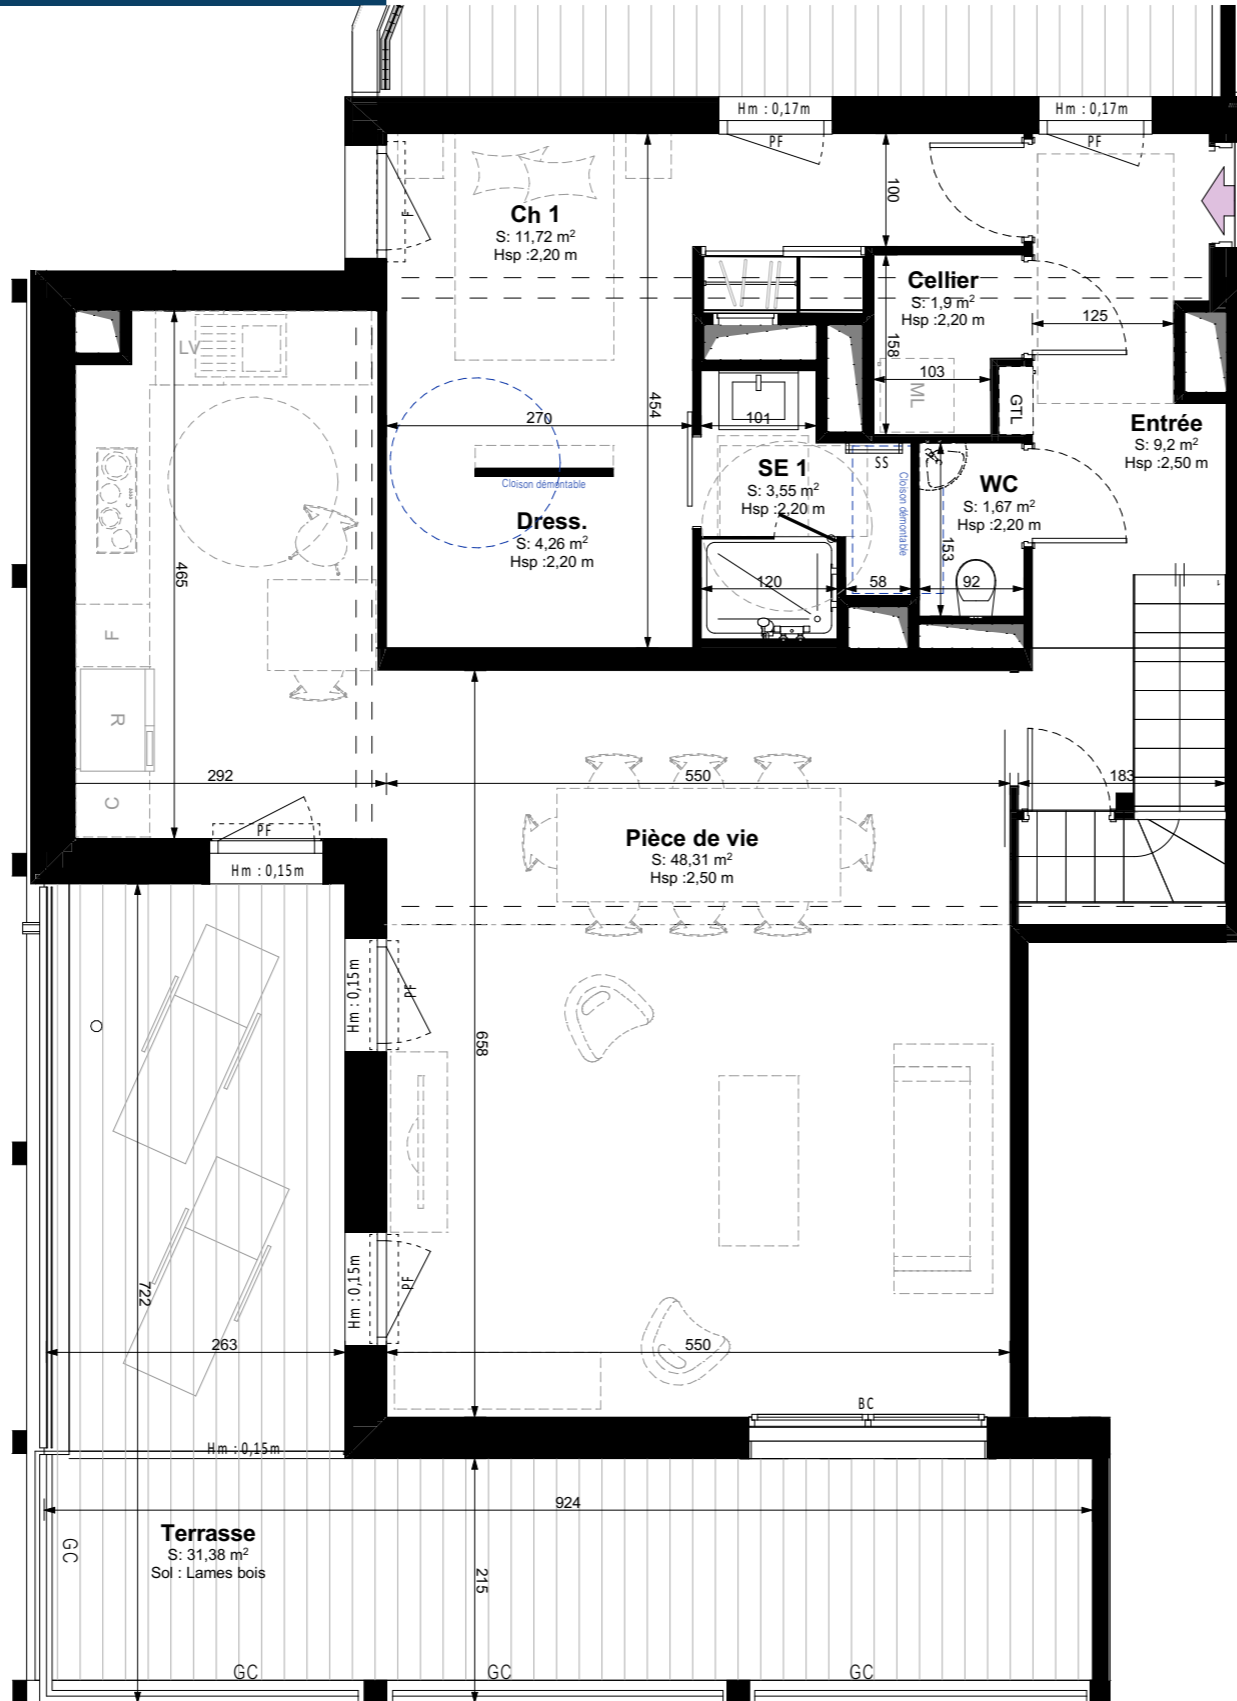 Hm : 0,17m
Hm : 0,17m
PF
PF
F
100
Ch 1
S: 11,72 m²
Hsp :2,20 m
Cellier
S: 1,9 m²
Hsp :2,20 m
125
LV
158
103
ML
GTL
454
270
101
Entrée
S: 9,2 m²
Hsp :2,50 m
SS
SE 1
S: 3,55 m²
Hsp :2,20 m
Cloison démontable
WC
S: 1,67 m²
Hsp :2,20 m
Cloison démontable
Dress.
S: 4,26 m²
Hsp :2,20 m
153
465
120
58
92
F
R
C
292
550
183
PF
Hm : 0,15m
Pièce de vie
S: 48,31 m²
Hsp :2,50 m
Hm : 0,15m
PF
658
Hm : 0,15m
PF
722
263
550
BC
Hm : 0,15m
924
Terrasse
S: 31,38 m²
Sol : Lames bois
GC
215
GC
GC
GC